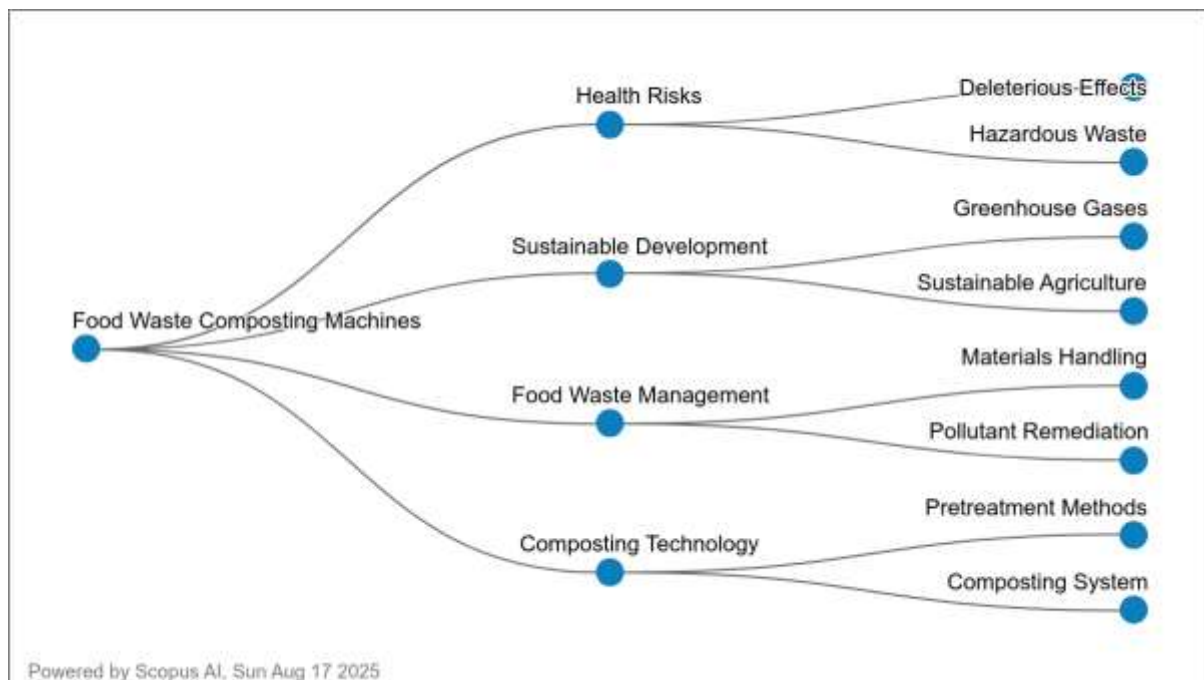 Deleterious Effects
Health Risks
Hazardous Waste
Greenhouse Gases
Sustainable Development
Sustainable Agriculture
Food Waste Composting Machines
Materials Handling
Food Waste Management
Pollutant Remediation
Pretreatment Methods
Composting Technology
Composting System
Powered by Scopus AI, Sun Aug 17 2025